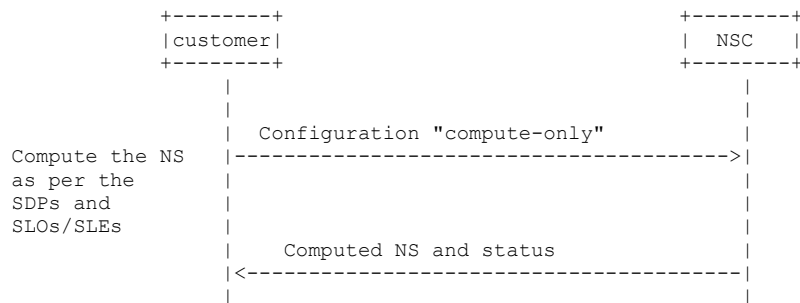 customer NSC
Configuration "compute-only"
Compute the NS
as per the
SDPs and
SLOs/SLEs
Computed NS and status